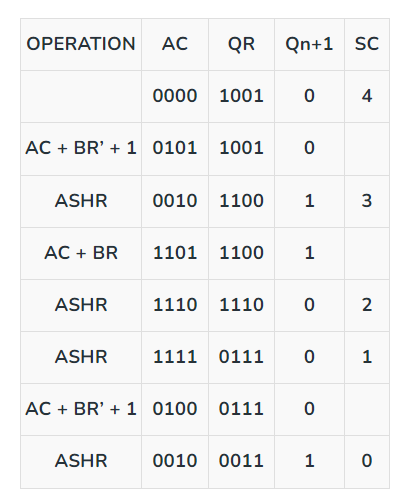 OPERATION AC QR Qn+1 SC
0000 1001 0 4
AC + BR’ + 1 0101 1001 0
ASHR 0010 1100 1 3
AC + BR 1101 1100 1
ASHR 1110 1110 0 2
ASHR 1111 0111 0 1
AC + BR’ + 1 0100 0111 0
ASHR 0010 0011 1 0